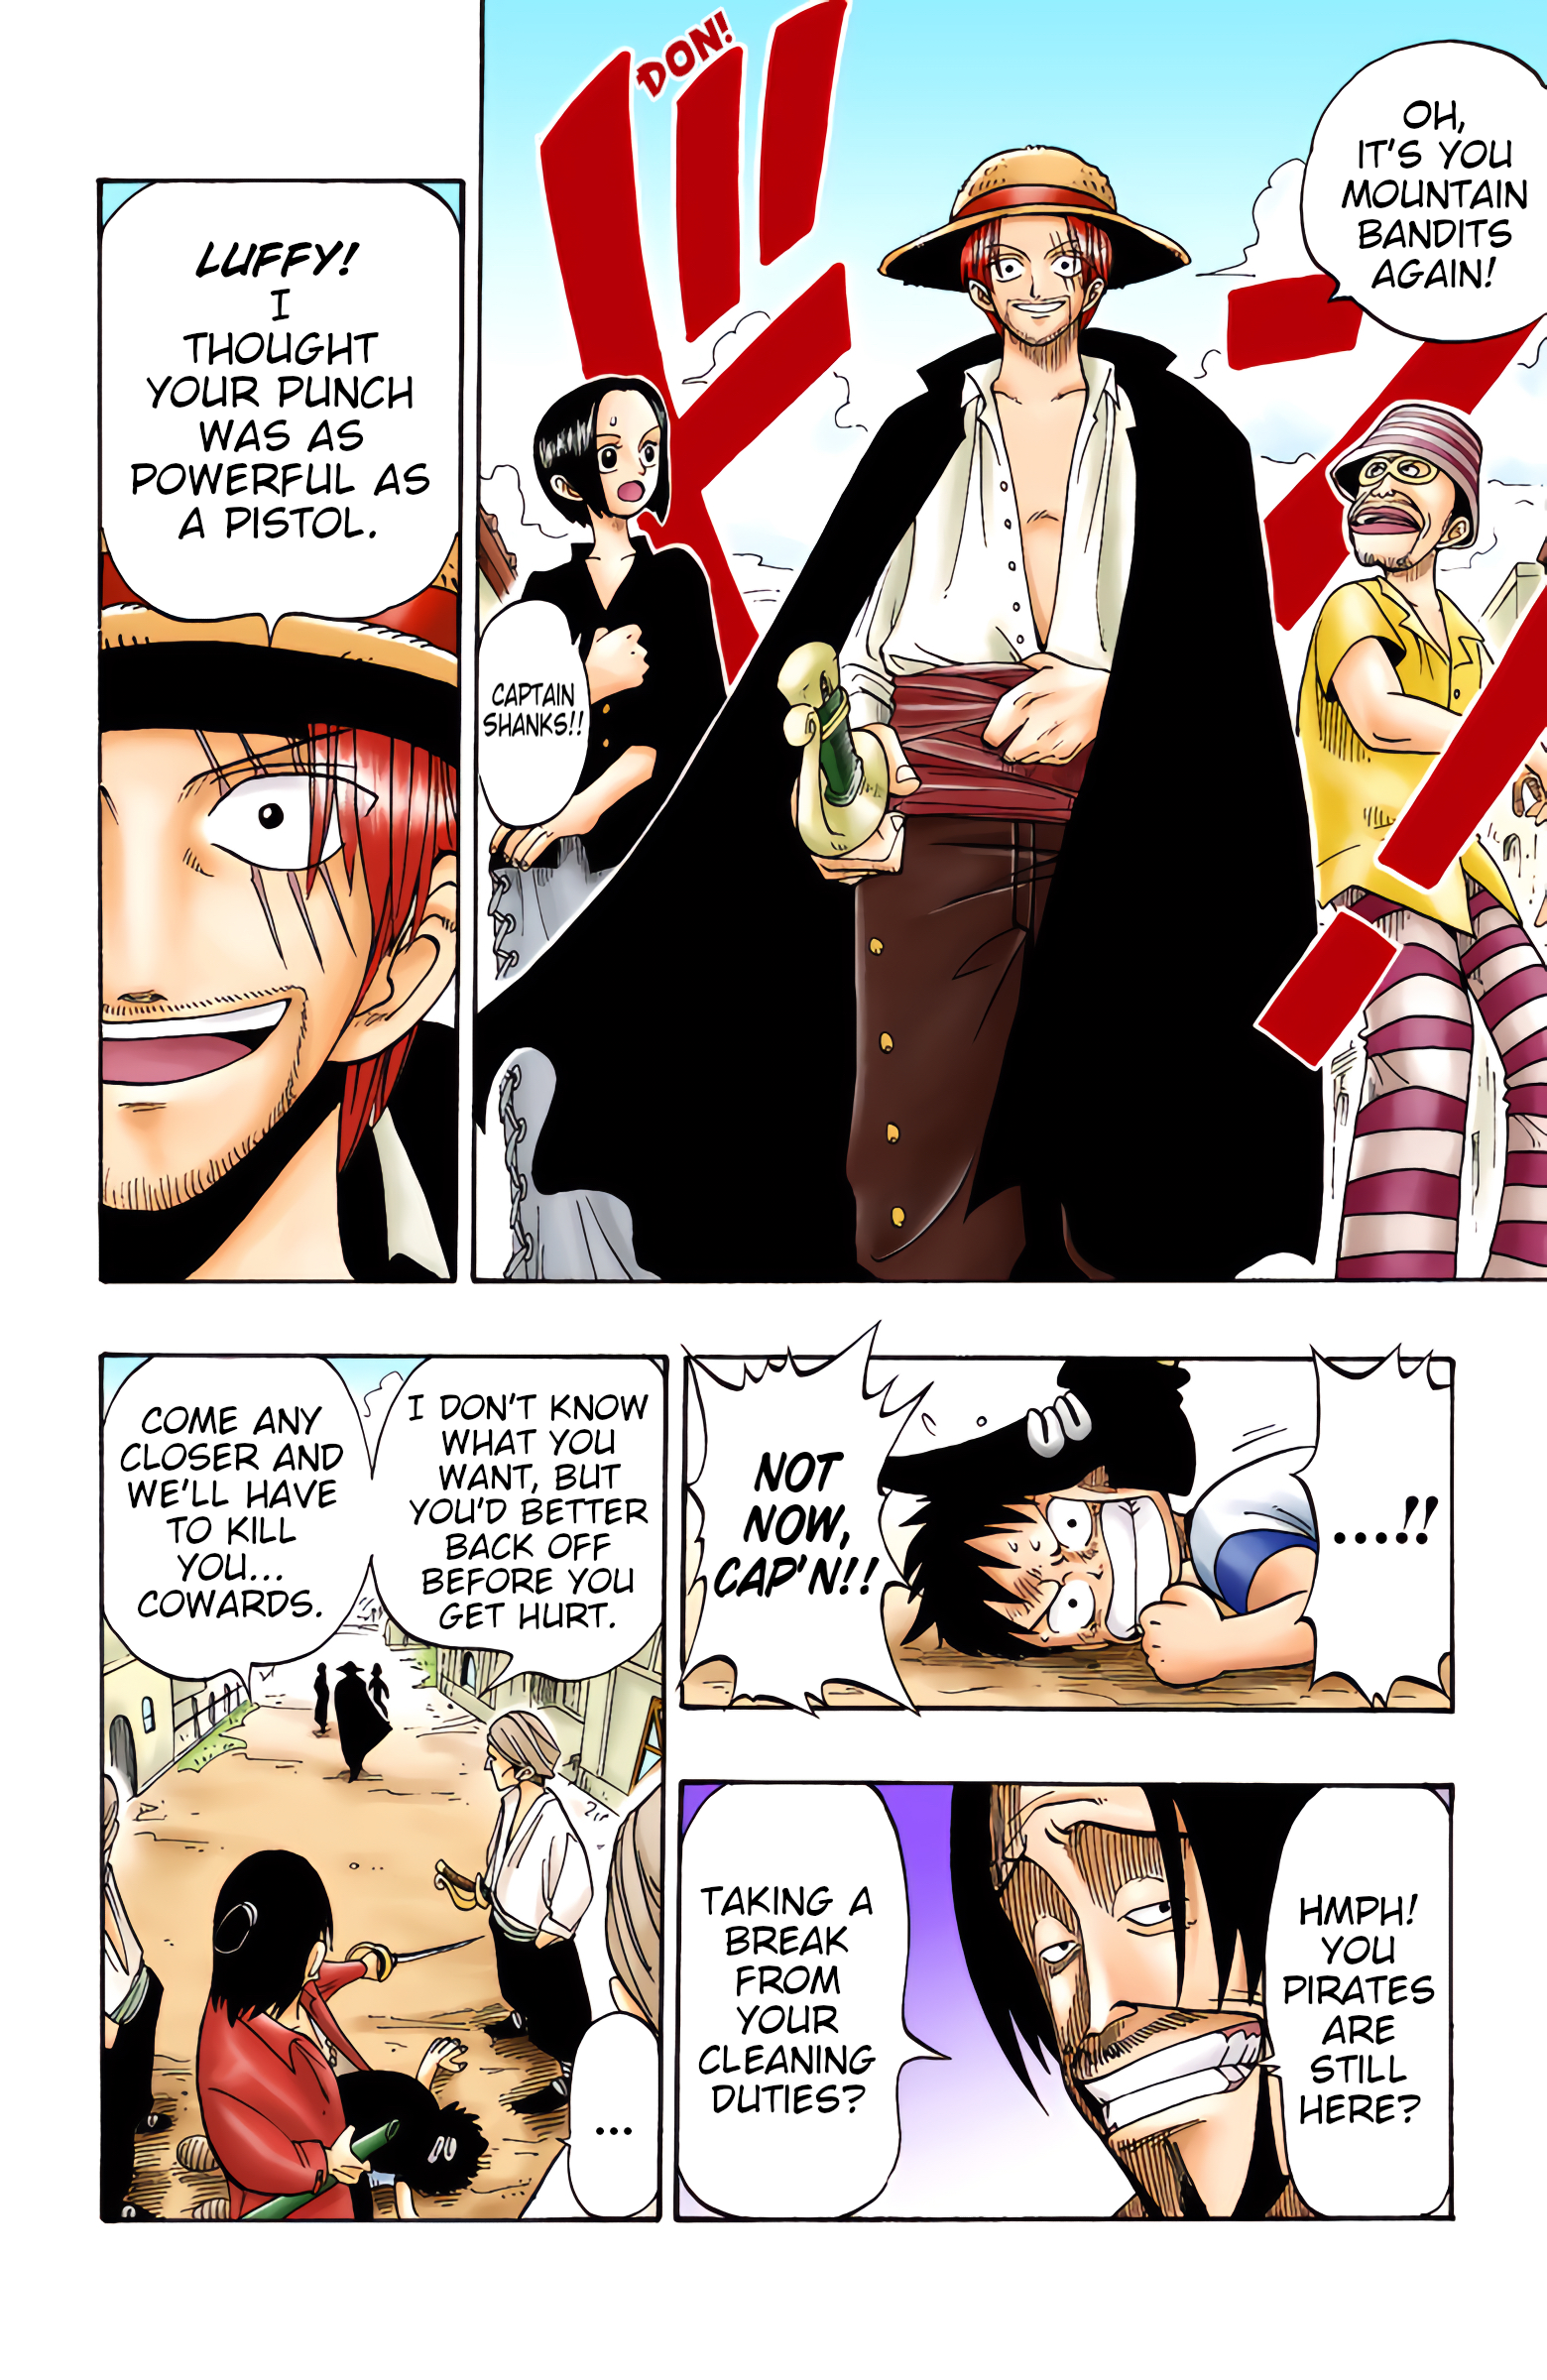 OH,
IT'S YOU
MOUNTAIN
BANDITS
AGAIN!
DON!
ドン!!
CAPTAIN
SHANKS!!
LUFFY!
I
THOUGHT
YOUR PUNCH
WAS AS
POWERFUL AS
A PISTOL.
...!!
NOT
NOW,
CAP'N!!
HMPH!
YOU
PIRATES
ARE
STILL
HERE?
TAKING A
BREAK
FROM
YOUR
CLEANING
DUTIES?
I DON'T KNOW
WHAT YOU
WANT, BUT
YOU'D BETTER
BACK OFF
BEFORE YOU
GET HURT.
COME ANY
CLOSER AND
WE'LL HAVE
TO KILL
YOU...
COWARDS.
...